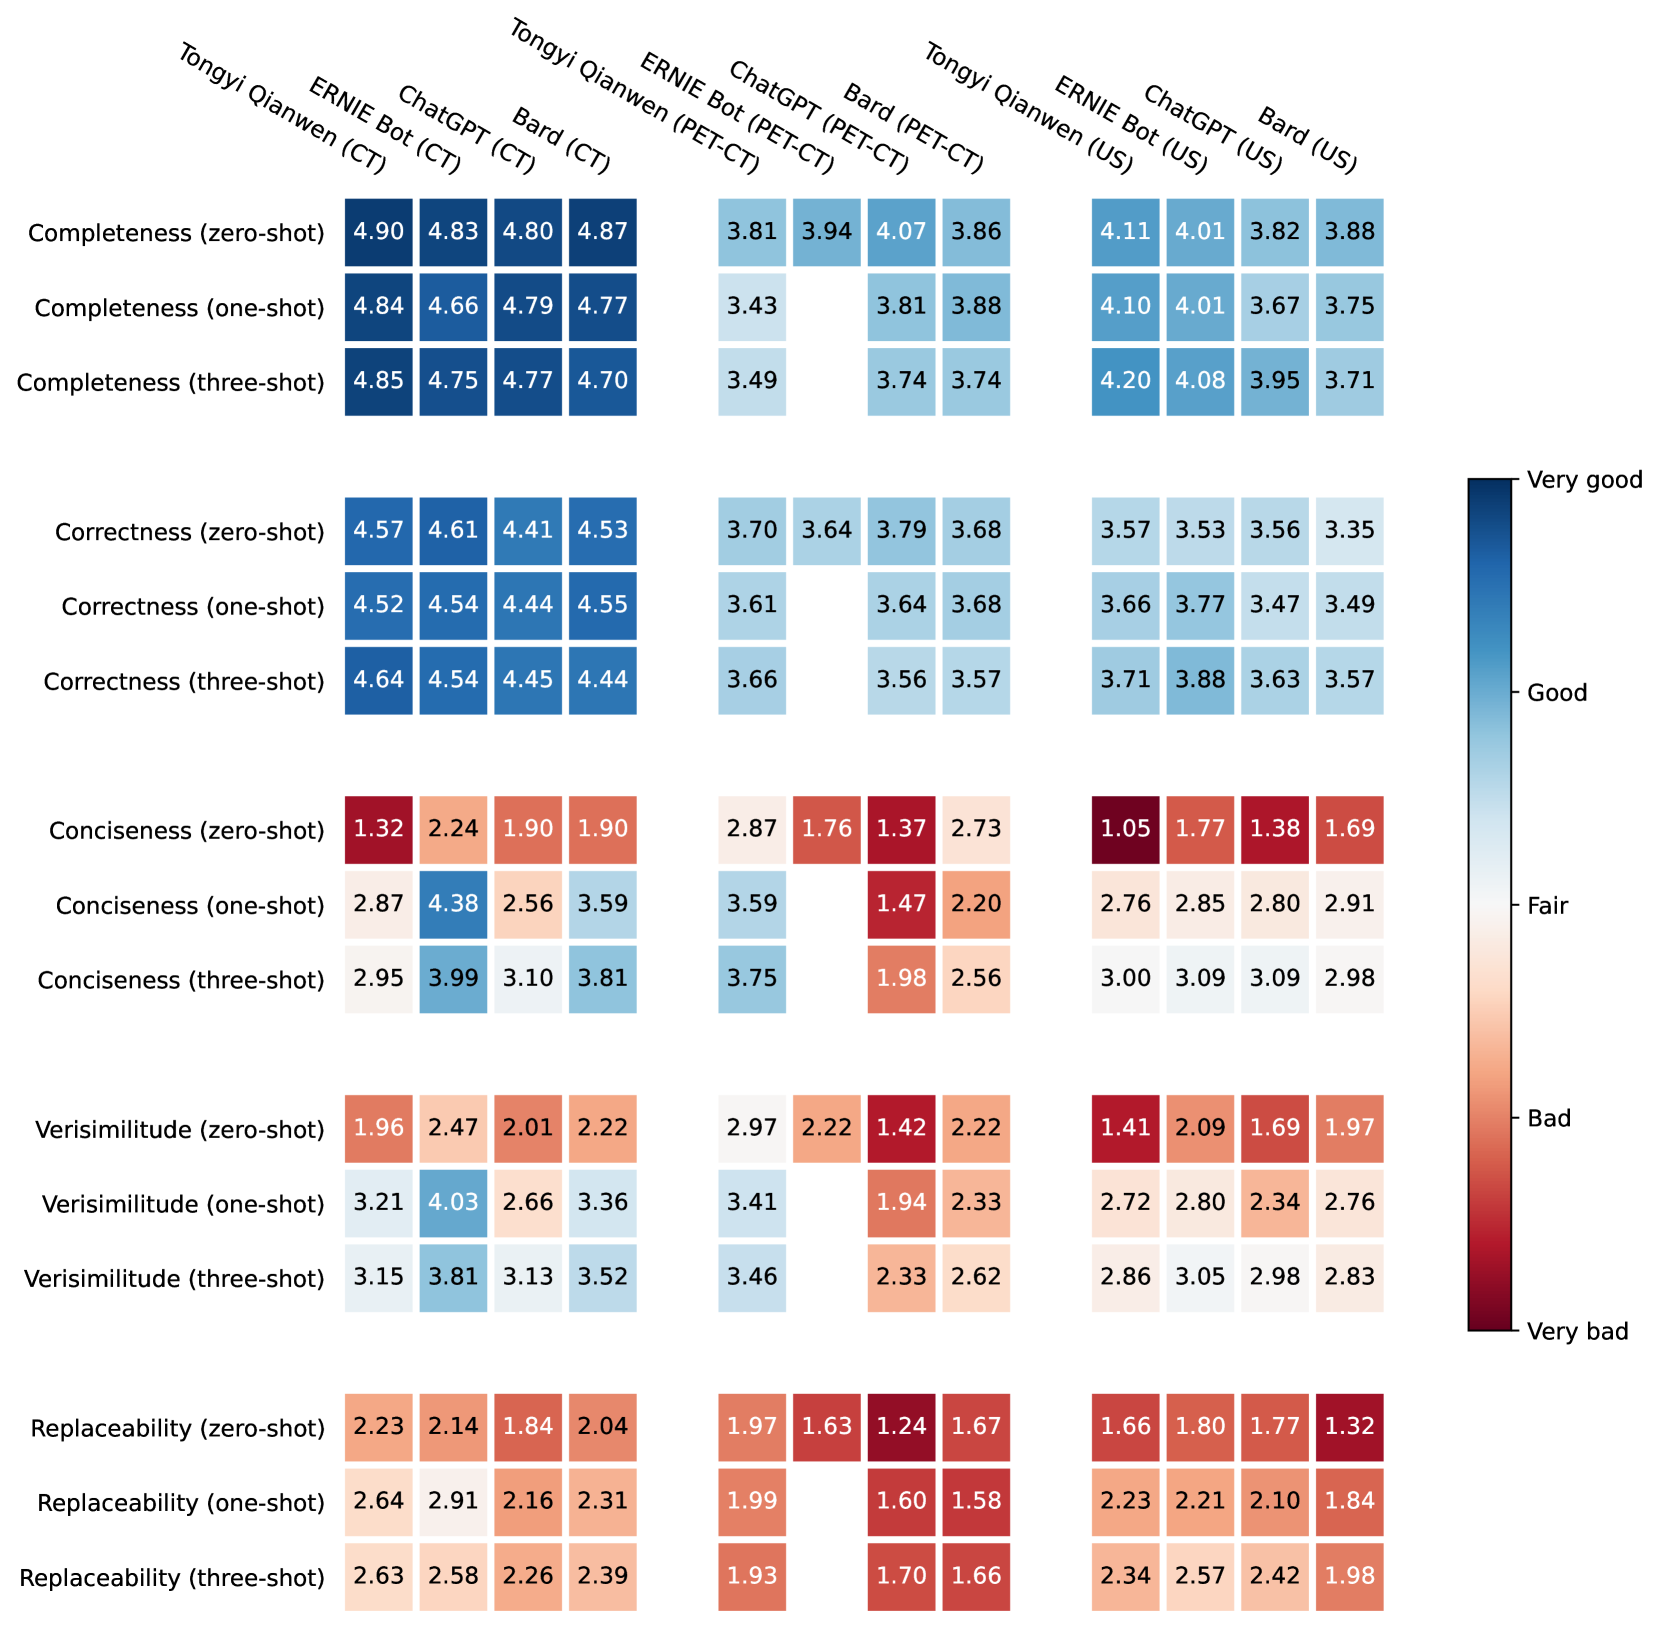 Tongyi Qianwen (CT)
ERNIE Bot (CT)
ChatGPT (CT)
Bard (CT)
Tongyi Qianwen (PET-CT)
ERNIE Bot (PET-CT)
ChatGPT (PET-CT)
Bard (PET-CT)
Tongyi Qianwen (US)
ERNIE Bot (US)
ChatGPT (US)
Bard (US)
Completeness (zero-shot) 4.90 4.83 4.80 4.87 3.81 3.94 4.07 3.86 4.11 4.01 3.82 3.88
Completeness (one-shot) 4.84 4.66 4.79 4.77 3.43 3.81 3.88 4.10 4.01 3.67 3.75
Completeness (three-shot) 4.85 4.75 4.77 4.70 3.49 3.74 3.74 4.20 4.08 3.95 3.71
Correctness (zero-shot) 4.57 4.61 4.41 4.53 3.70 3.64 3.79 3.68 3.57 3.53 3.56 3.35
Correctness (one-shot) 4.52 4.54 4.44 4.55 3.61 3.64 3.68 3.66 3.77 3.47 3.49
Correctness (three-shot) 4.64 4.54 4.45 4.44 3.66 3.56 3.57 3.71 3.88 3.63 3.57
Conciseness (zero-shot) 1.32 2.24 1.90 1.90 2.87 1.76 1.37 2.73 1.05 1.77 1.38 1.69
Conciseness (one-shot) 2.87 4.38 2.56 3.59 3.59 1.47 2.20 2.76 2.85 2.80 2.91
Conciseness (three-shot) 2.95 3.99 3.10 3.81 3.75 1.98 2.56 3.00 3.09 3.09 2.98
Verisimilitude (zero-shot) 1.96 2.47 2.01 2.22 2.97 2.22 1.42 2.22 1.41 2.09 1.69 1.97
Verisimilitude (one-shot) 3.21 4.03 2.66 3.36 3.41 1.94 2.33 2.72 2.80 2.34 2.76
Verisimilitude (three-shot) 3.15 3.81 3.13 3.52 3.46 2.33 2.62 2.86 3.05 2.98 2.83
Replaceability (zero-shot) 2.23 2.14 1.84 2.04 1.97 1.63 1.24 1.67 1.66 1.80 1.77 1.32
Replaceability (one-shot) 2.64 2.91 2.16 2.31 1.99 1.60 1.58 2.23 2.21 2.10 1.84
Replaceability (three-shot) 2.63 2.58 2.26 2.39 1.93 1.70 1.66 2.34 2.57 2.42 1.98
Very good
Good
Fair
Bad
Very bad